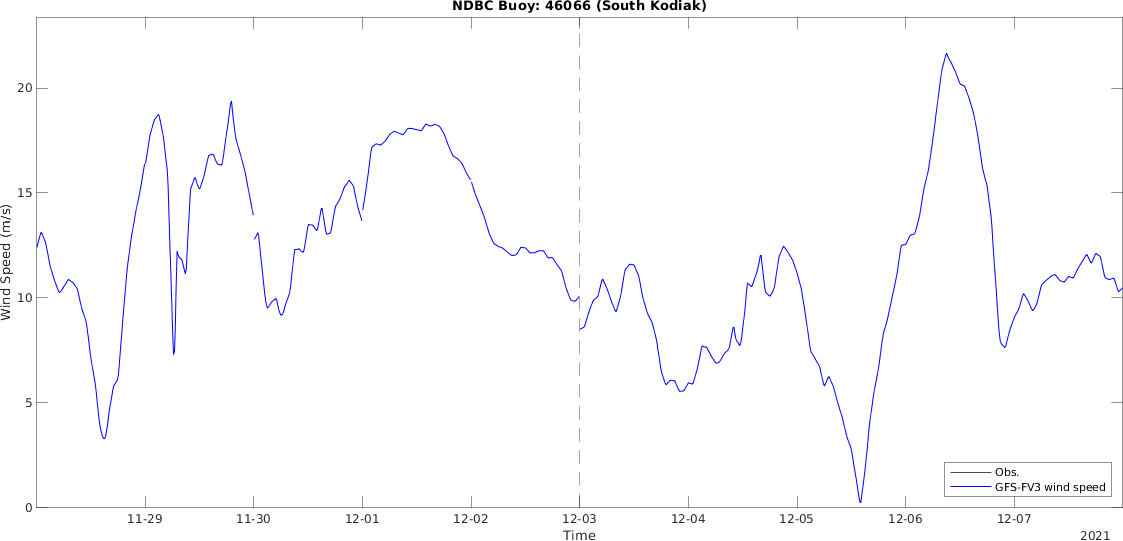 NDBC Buoy: 46066 (South Kodiak)
20
15
10
5
0
Wind Speed (m/s)
11-29 11-30 12-01 12-02 12-03 12-04 12-05 12-06 12-07
Time
2021
Obs.
GFS-FV3 wind speed